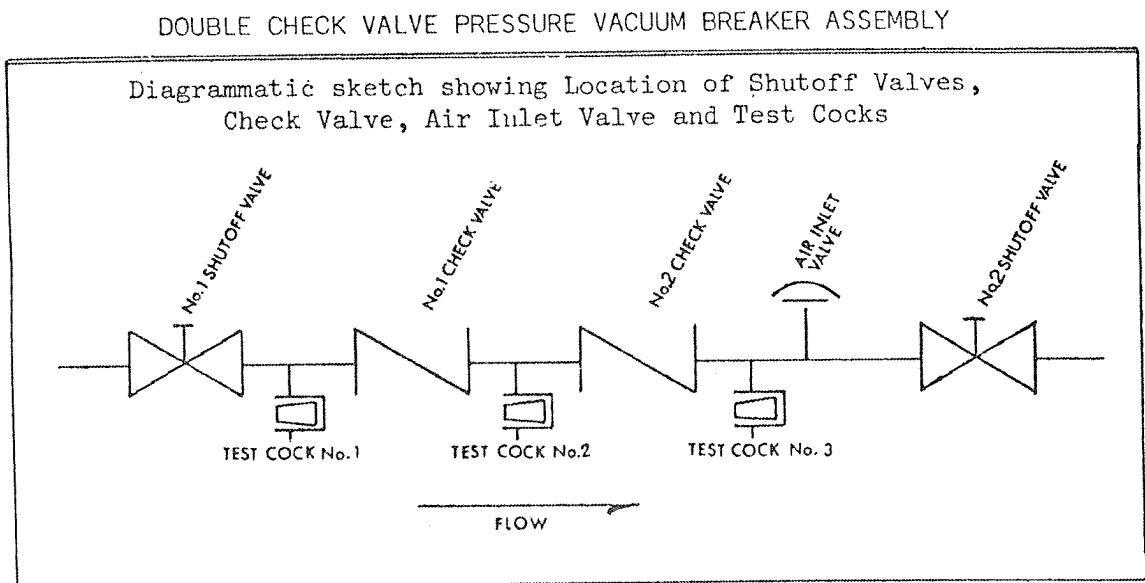 DOUBLE CHECK VALVE PRESSURE VACUUM BREAKER ASSEMBLY
Diagrammatic sketch showing Location of Shutoff Valves,
Check Valve, Air Inlet Valve and Test Cocks
No.1 SHUTOFF VALVE
No.1 CHECK VALVE
No.2 CHECK VALVE
AIR INLET
VALVE
No.2 SHUTOFF VALVE
TEST COCK No.1
TEST COCK No.2
TEST COCK No. 3
FLOW